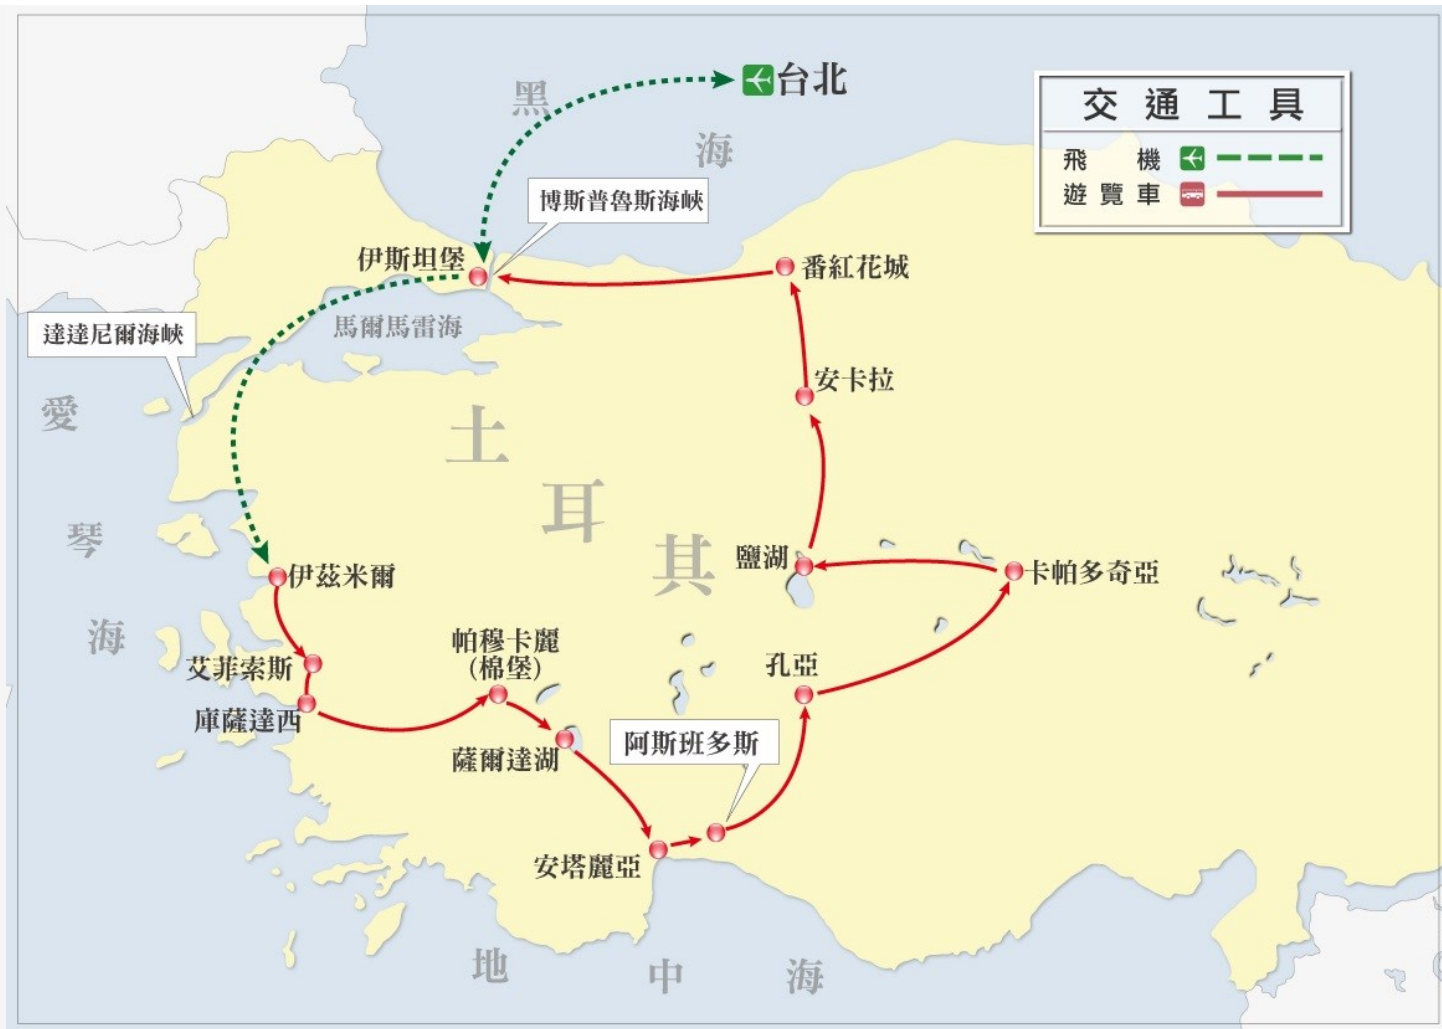 台北
黑
海
交通工具
飛機
遊覽車
博斯普魯斯海峽
伊斯坦堡
番紅花城
馬爾馬雷海
達達尼爾海峽
安卡拉
愛
琴
海
土
耳
其
鹽湖
卡帕多奇亞
伊茲米爾
帕穆卡麗
(棉堡)
艾菲索斯
孔亞
庫薩達西
阿斯班多斯
薩爾達湖
安塔麗亞
地
中
海